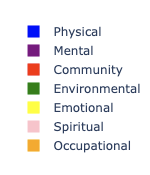 Physical
Mental
Community
Environmental
Emotional
Spiritual
Occupational